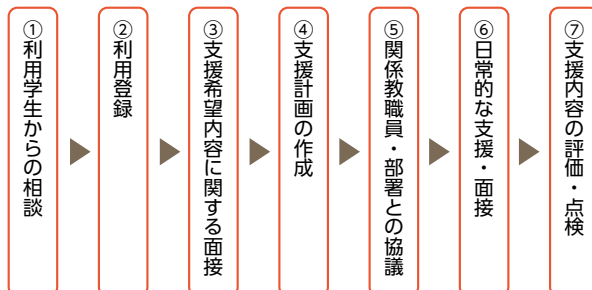 ①利用学生からの相談
②利用登録
③支援希望内容に関する面接
④支援計画の作成
⑤関係教職員・部署との協議
⑥日常的な支援・面接
⑦支援内容の評価・点検